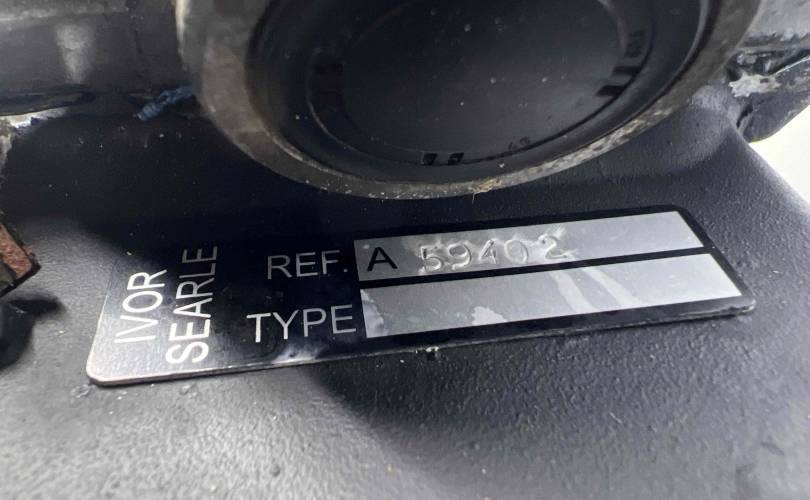 IVOR
SEARLE
REF. A 59402
TYPE